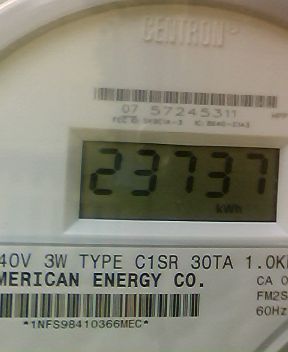 CENTRON®
07 57245311
23737
kWh
40V 3W TYPE C1SR 30TA 1.0K
MERICAN ENERGY CO.
CA 0
FM2S
60Hz
*1NFS98410366MEC*